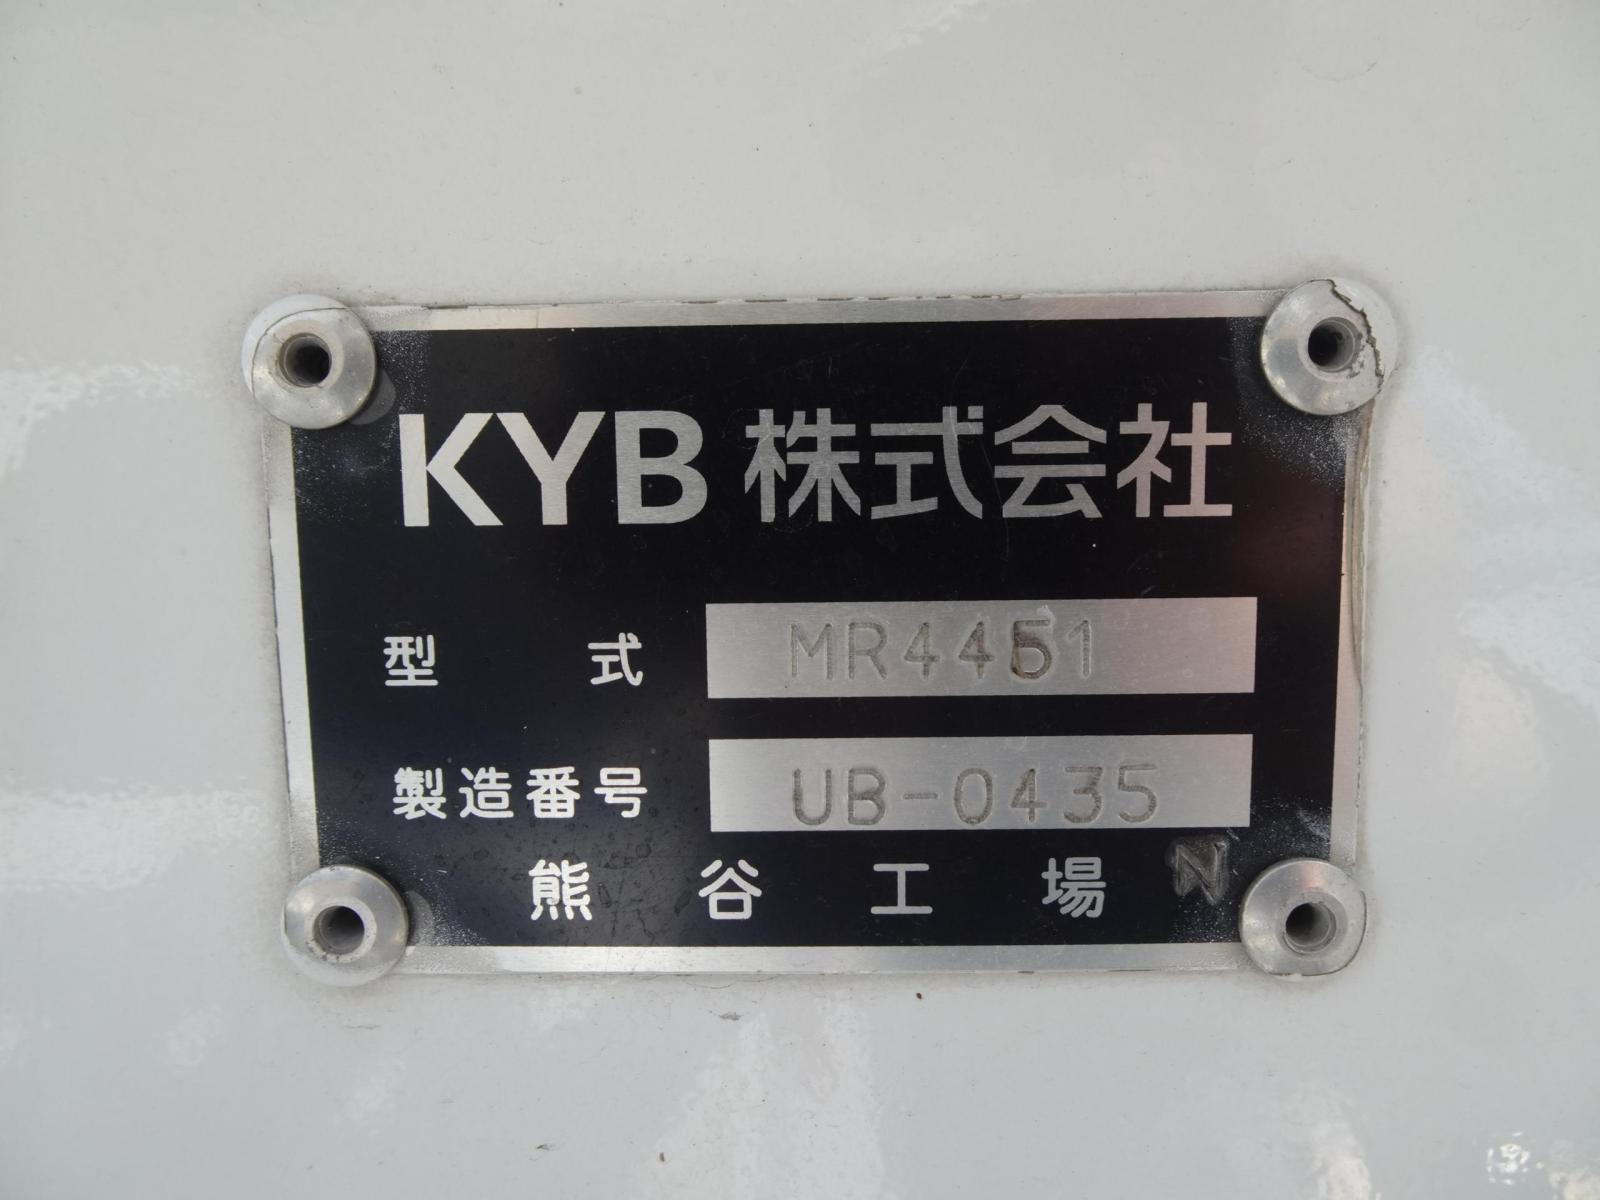 KYB 株式会社
型 式 MR4451
製造番号 UB-0435
熊谷工場 N